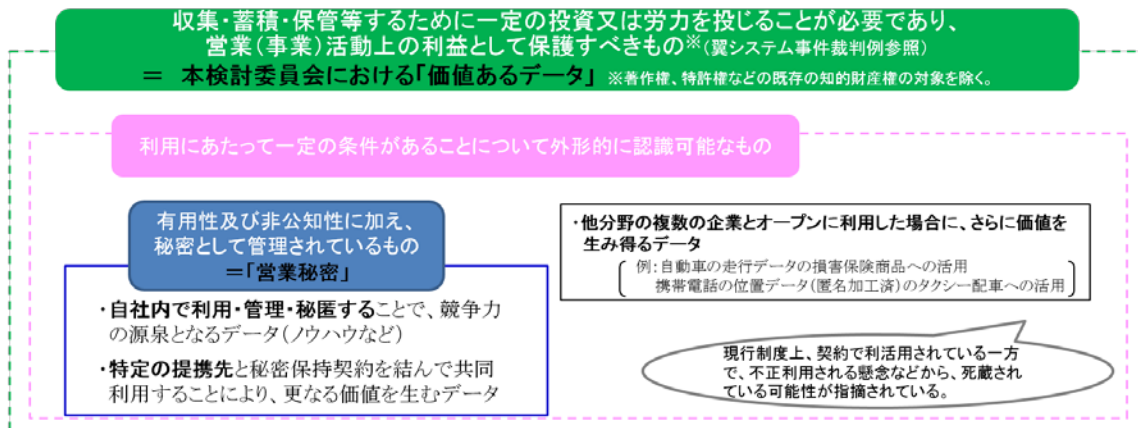 収集・蓄積・保管等するために一定の投資又は労力を投じることが必要であり、
営業(事業)活動上の利益として保護すべきもの※(翼システム事件裁判例参照)
= 本検討委員会における「価値あるデータ」 ※著作権、特許権などの既存の知的財産権の対象を除く。
利用にあたって一定の条件があることについて外形的に認識可能なもの
有用性及び非公知性に加え、
秘密として管理されているもの
=「営業秘密」
・自社内で利用・管理・秘匿することで、競争力
の源泉となるデータ(ノウハウなど)
・特定の提携先と秘密保持契約を結んで共同
利用することにより、更なる価値を生むデータ
・他分野の複数の企業とオープンに利用した場合に、さらに価値を
生み得るデータ
例:自動車の走行データの損害保険商品への活用
携帯電話の位置データ(匿名加工済)のタクシー配車への活用
現行制度上、契約で利活用されている一方
で、不正利用される懸念などから、死蔵され
ている可能性が指摘されている。